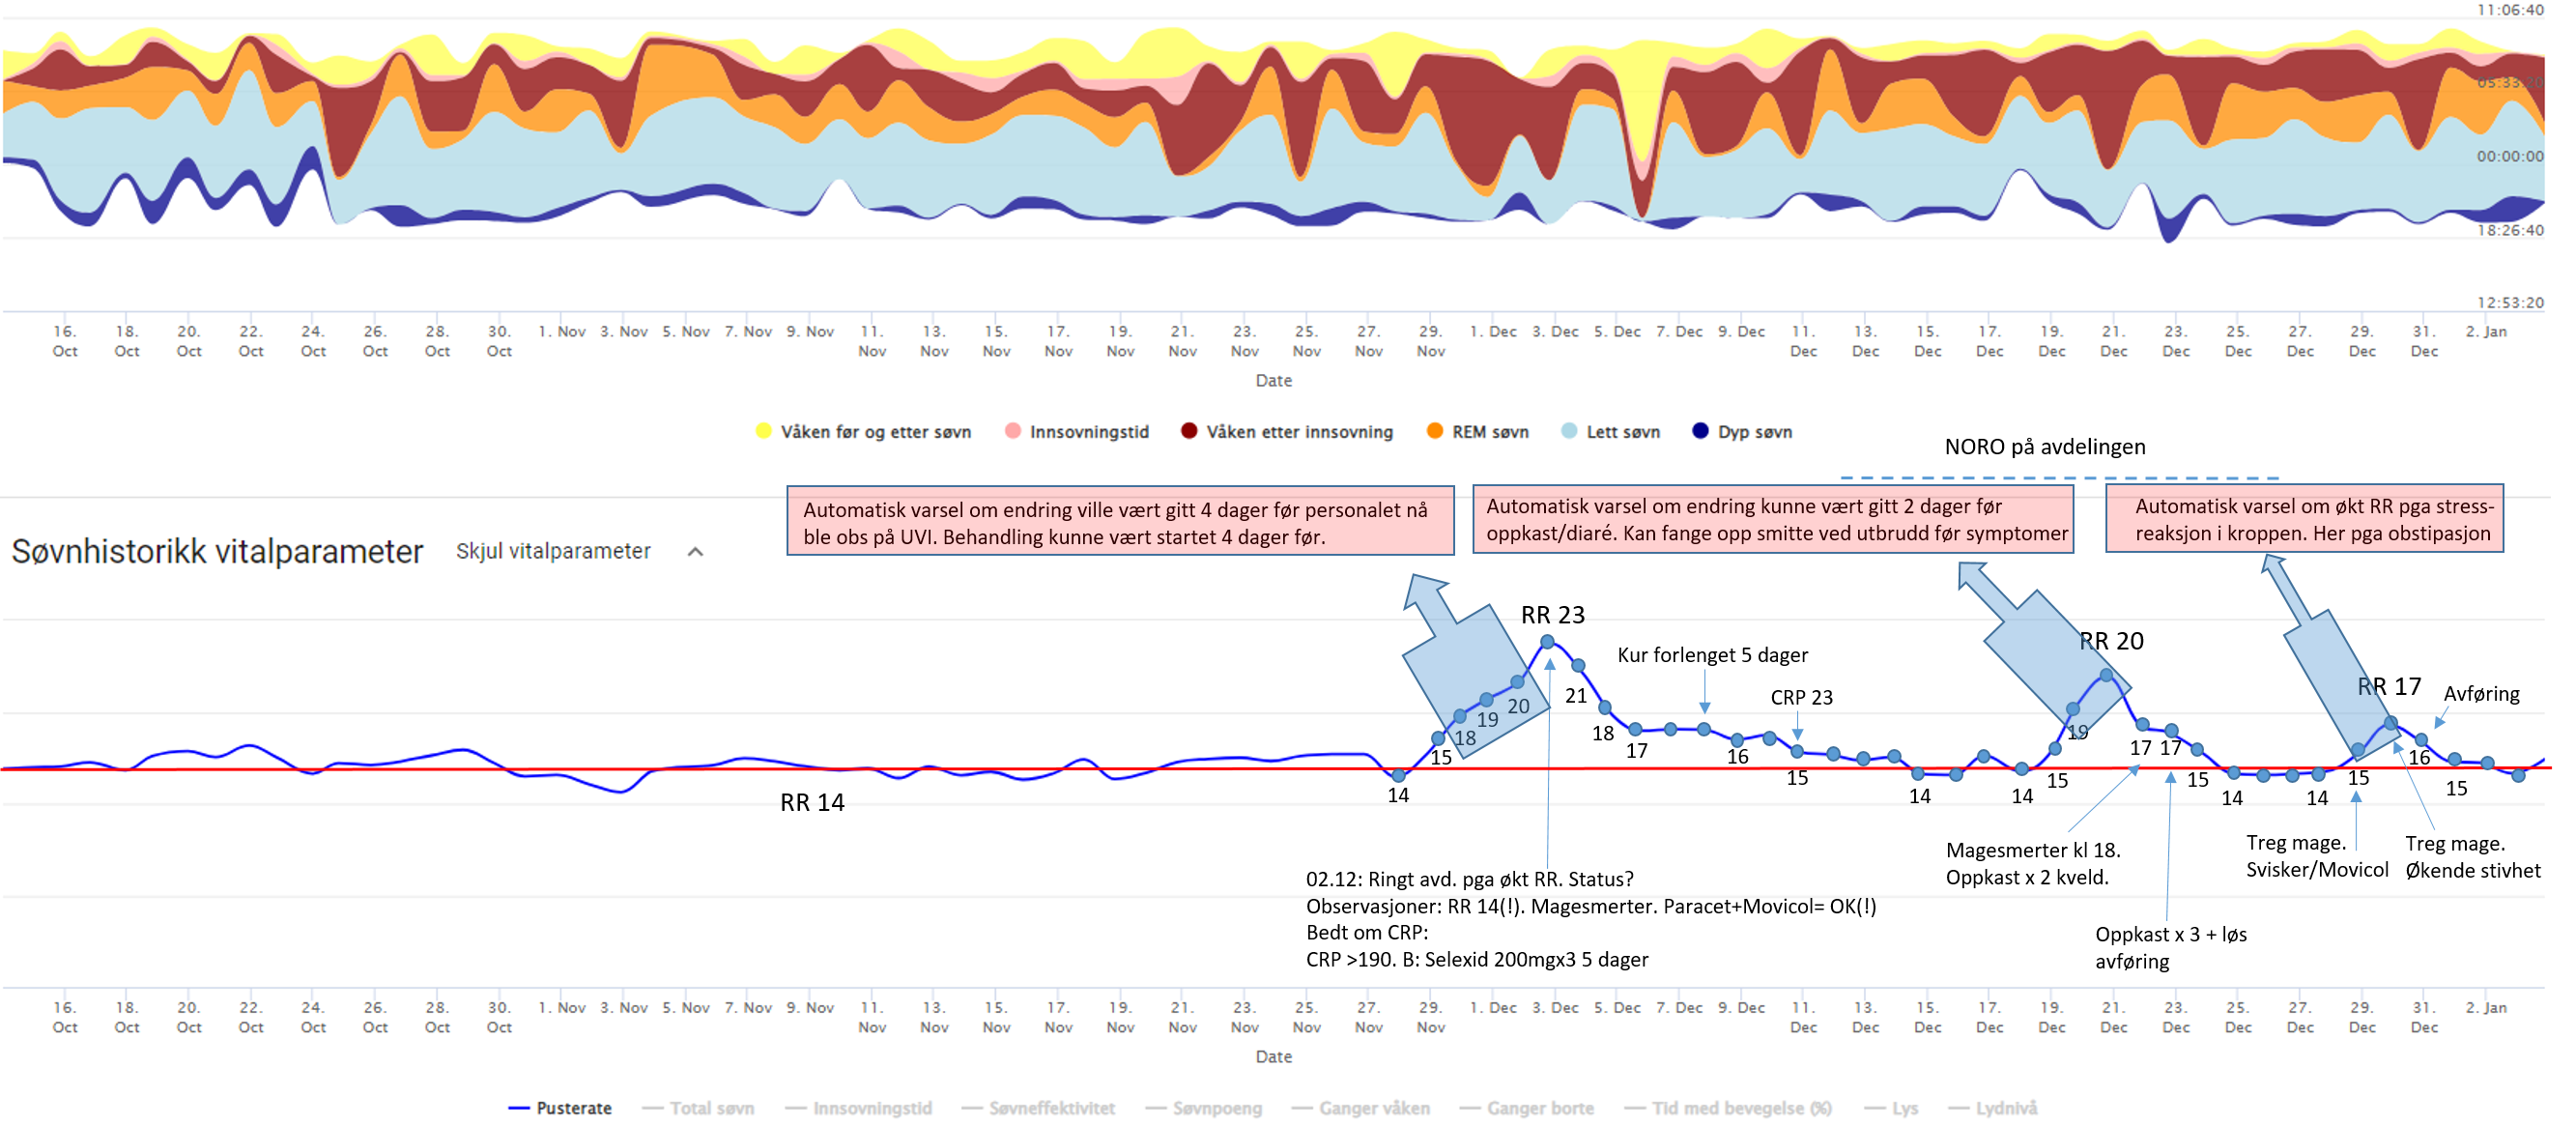 11:06:40
05:33:20
00:00:00
18:26:40
12:53:20
16. Oct
18. Oct
20. Oct
22. Oct
24. Oct
26. Oct
28. Oct
30. Oct
1. Nov
3. Nov
5. Nov
7. Nov
9. Nov
11. Nov
13. Nov
15. Nov
17. Nov
19. Nov
21. Nov
23. Nov
25. Nov
27. Nov
29. Nov
1. Dec
3. Dec
5. Dec
7. Dec
9. Dec
11. Dec
13. Dec
15. Dec
17. Dec
19. Dec
21. Dec
23. Dec
25. Dec
27. Dec
29. Dec
31. Dec
2. Jan
Date
Våken før og etter søvn
Innsovningstid
Våken etter innsovning
REM søvn
Lett søvn
Dyp søvn
NORO på avdelingen
Automatisk varsel om endring ville vært gitt 4 dager før personalet nå
ble obs på UVI. Behandling kunne vært startet 4 dager før.
Automatisk varsel om endring kunne vært gitt 2 dager før
oppkast/diaré. Kan fange opp smitte ved utbrudd før symptomer
Automatisk varsel om økt RR pga stress-
reaksjon i kroppen. Her pga obstipasjon
Søvnhistorikk vitalparameter
Skjul vitalparameter
RR 14
14
15
18
19
20
RR 23
21
18
17
Kur forlenget 5 dager
16
CRP 23
15
14
14
15
19
RR 20
17
17
15
14
14
15
RR 17
16
Avføring
15
02.12: Ringt avd. pga økt RR. Status?
Observasjoner: RR 14(!). Magesmerter. Paracet+Movicol= OK(!)
Bedt om CRP:
CRP >190. B: Selexid 200mgx3 5 dager
Magesmerter kl 18.
Oppkast x 2 kveld.
Oppkast x 3 + løs
avføring
Treg mage.
Svisker/Movicol
Treg mage.
Økende stivhet
16. Oct
18. Oct
20. Oct
22. Oct
24. Oct
26. Oct
28. Oct
30. Oct
1. Nov
3. Nov
5. Nov
7. Nov
9. Nov
11. Nov
13. Nov
15. Nov
17. Nov
19. Nov
21. Nov
23. Nov
25. Nov
27. Nov
29. Nov
1. Dec
3. Dec
5. Dec
7. Dec
9. Dec
11. Dec
13. Dec
15. Dec
17. Dec
19. Dec
21. Dec
23. Dec
25. Dec
27. Dec
29. Dec
31. Dec
2. Jan
Date
Pusterate
Total søvn
Innsovningstid
Søvneffektivitet
Søvnpoeng
Ganger våken
Ganger borte
Tid med bevegelse (%)
Lys
Lydnivå